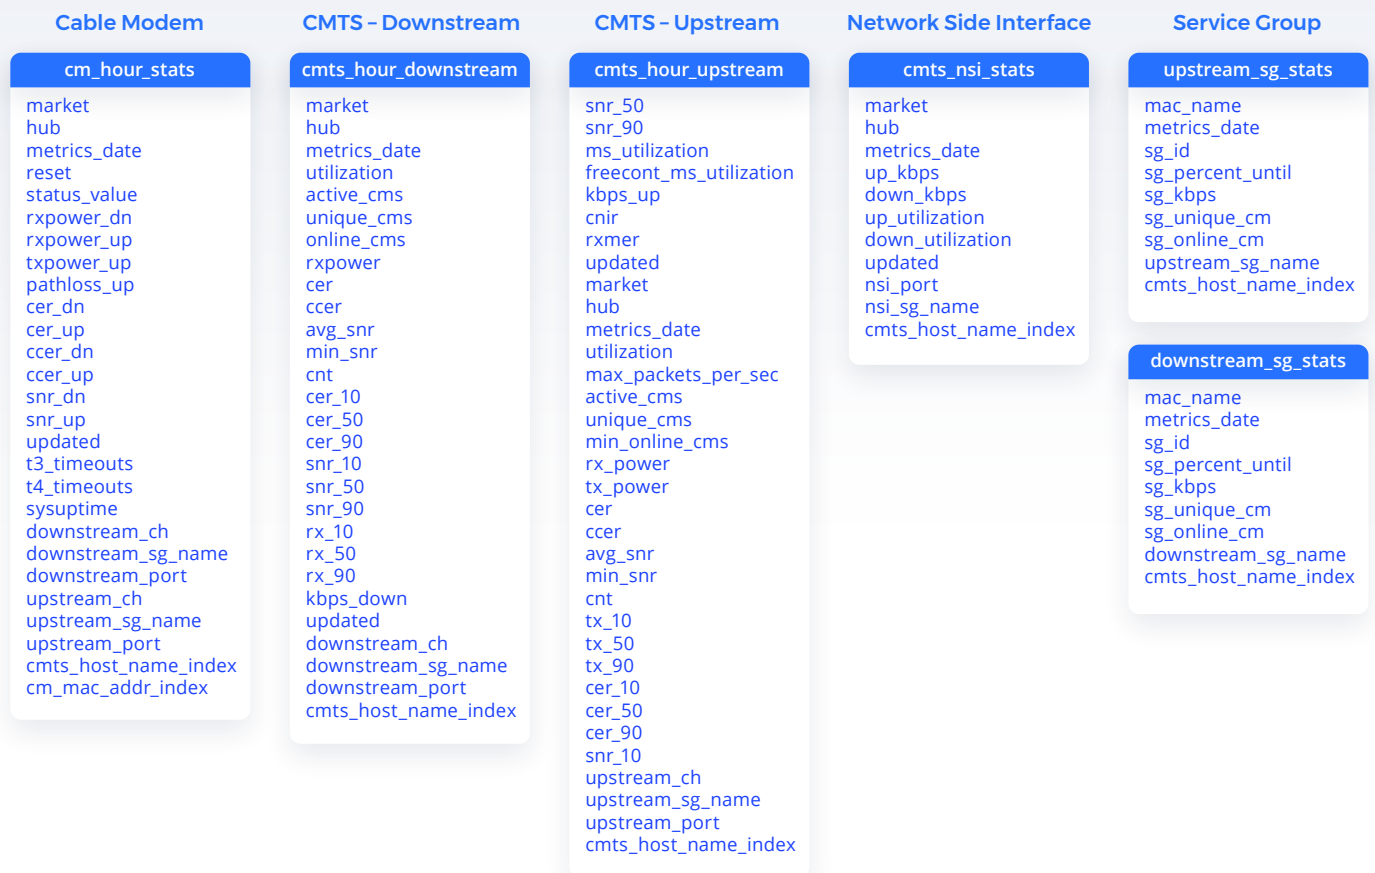 Cable Modem
cm_hour_stats
market
hub
metrics_date
reset
status_value
rxpower_dn
rxpower_up
txpower_up
pathloss_up
cer_dn
cer_up
ccer_dn
ccer_up
snr_dn
snr_up
updated
t3_timeouts
t4_timeouts
sysuptime
downstream_ch
downstream_sg_name
downstream_port
upstream_ch
upstream_sg_name
upstream_port
cmts_host_name_index
cm_mac_addr_index
CMTS – Downstream
cmts_hour_downstream
market
hub
metrics_date
utilization
active_cms
unique_cms
online_cms
rxpower
cer
ccer
avg_snr
min_snr
cnt
cer_10
cer_50
cer_90
snr_10
snr_50
snr_90
rx_10
rx_50
rx_90
kbps_down
updated
downstream_ch
downstream_sg_name
downstream_port
cmts_host_name_index
CMTS – Upstream
cmts_hour_upstream
snr_50
snr_90
ms_utilization
freecont_ms_utilization
kbps_up
cnir
rxmer
updated
market
hub
metrics_date
utilization
max_packets_per_sec
active_cms
unique_cms
min_online_cms
rx_power
tx_power
cer
ccer
avg_snr
min_snr
cnt
tx_10
tx_50
tx_90
cer_10
cer_50
cer_90
snr_10
upstream_ch
upstream_sg_name
upstream_port
cmts_host_name_index
Network Side Interface
cmts_nsi_stats
market
hub
metrics_date
up_kbps
down_kbps
up_utilization
down_utilization
updated
nsi_port
nsi_sg_name
cmts_host_name_index
Service Group
upstream_sg_stats
mac_name
metrics_date
sg_id
sg_percent_until
sg_kbps
sg_unique_cm
sg_online_cm
upstream_sg_name
cmts_host_name_index
downstream_sg_stats
mac_name
metrics_date
sg_id
sg_percent_until
sg_kbps
sg_unique_cm
sg_online_cm
downstream_sg_name
cmts_host_name_index